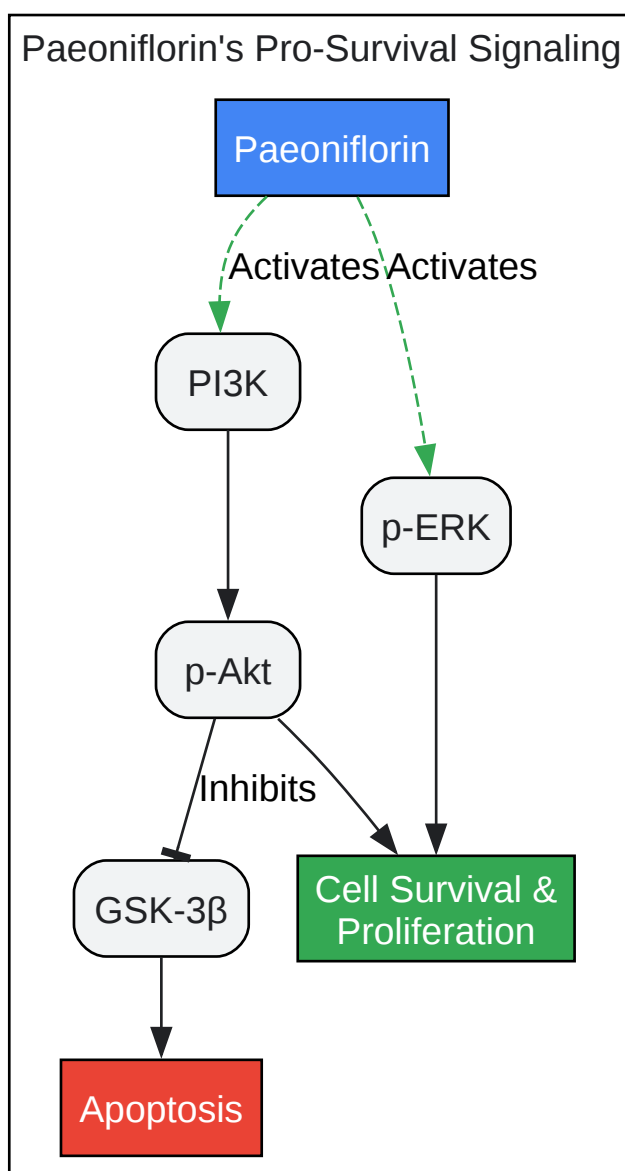 Paeoniflorin's Pro-Survival Signaling
Paeoniflorin
Activates
Activates
PI3K
p-ERK
p-Akt
Inhibits
GSK-3β
Cell Survival &
Proliferation
Apoptosis